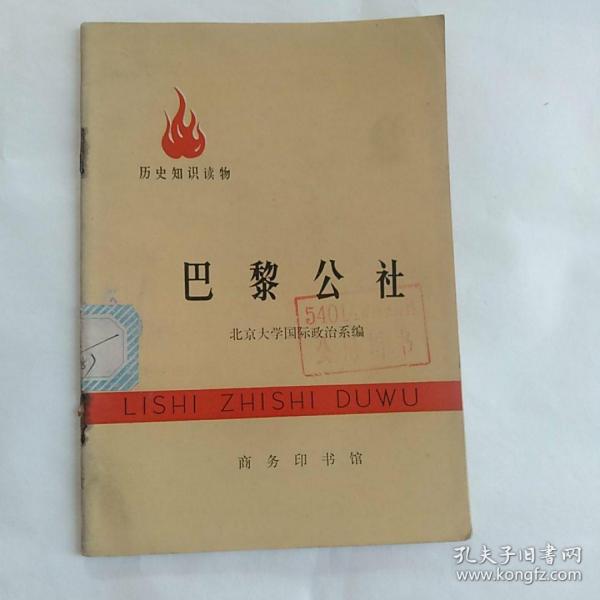 历史知识读物
巴黎公社
北京大学国际政治系编
5401
LISHI ZHISHI DUWU
商务印书馆
孔夫子旧书网
www.kongfz.com